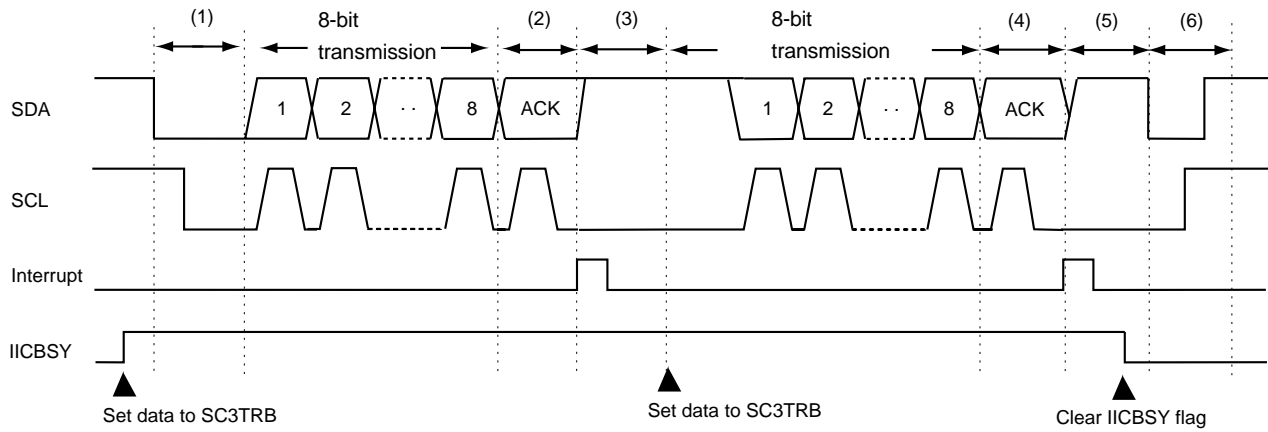 (1) 8-bit transmission (2) (3) 8-bit transmission (4) (5) (6)
SDA 1 2 ·· 8 ACK 1 2 ·· 8 ACK
SCL
Interrupt
IICBSY
Set data to SC3TRB Set data to SC3TRB Clear IICBSY flag